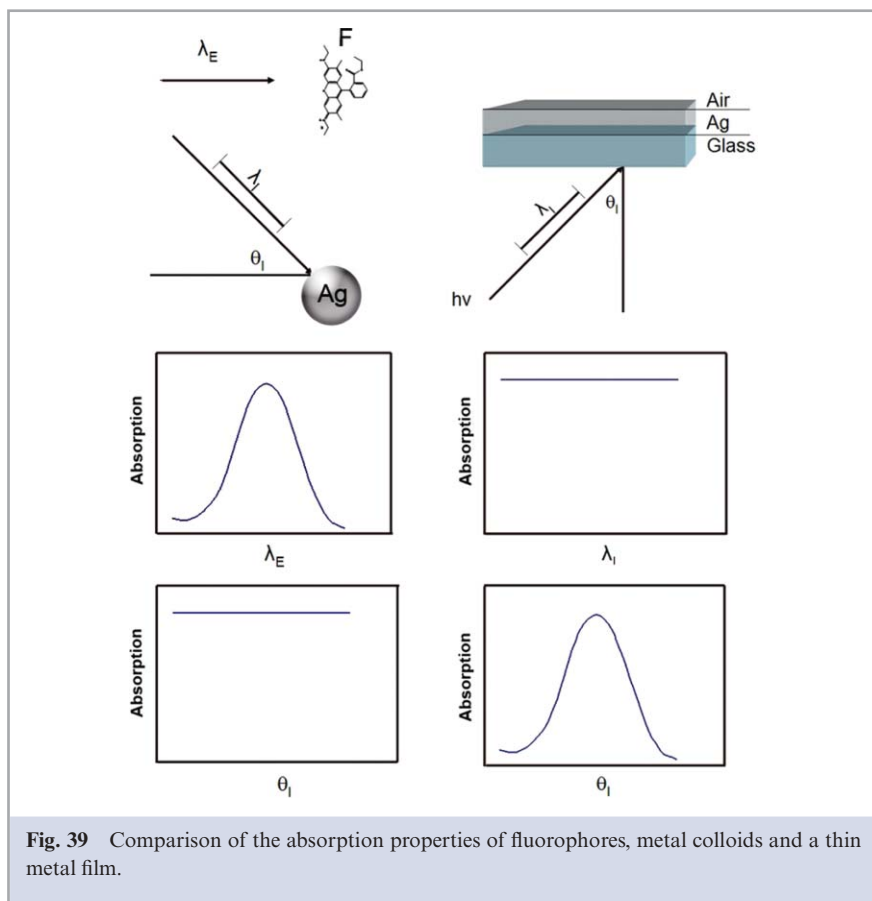 λE
F
λI
θI
Ag
Air
Ag
Glass
λI
θI
hν
Absorption
λE
Absorption
λI
Absorption
θI
Absorption
θI
Fig. 39 Comparison of the absorption properties of fluorophores, metal colloids and a thin
metal film.